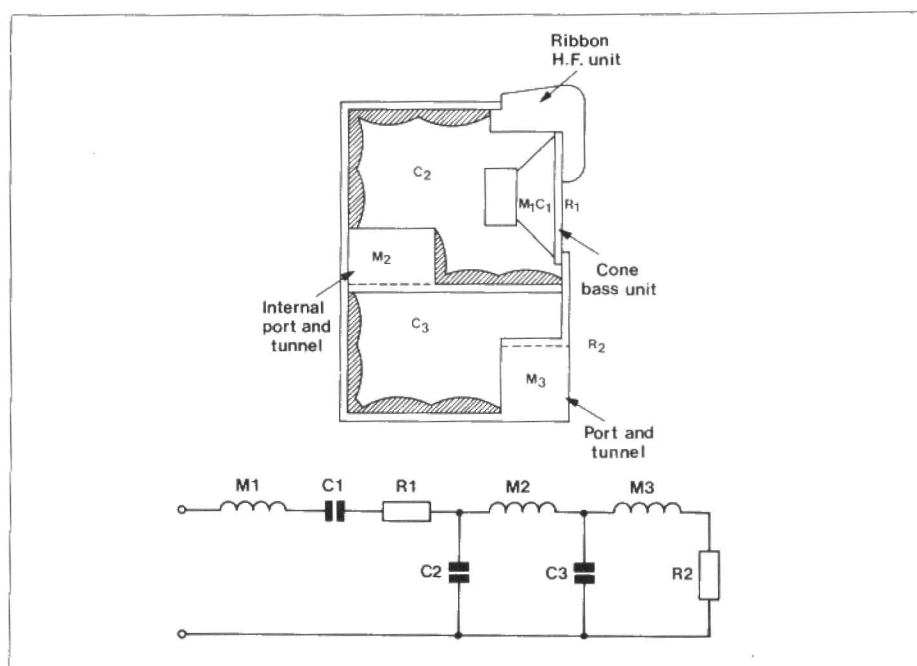 Ribbon
H.F. unit
C2
M1C1 R1
M2
Cone
bass unit
Internal
port and
tunnel
C3
R2
M3
Port and
tunnel
M1 C1 R1 M2 M3
C2 C3 R2